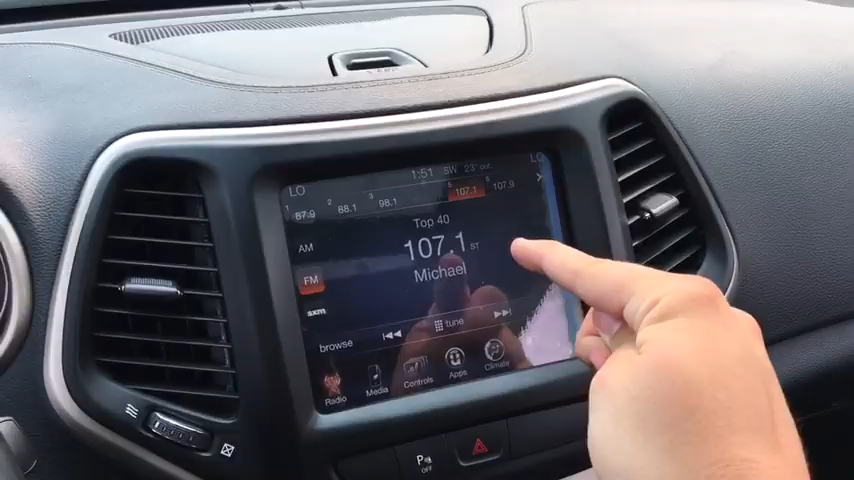 LO 1:51 SW 23° out LO
1 87.9 2 88.1 3 98.1 107.1 107.9
Top 40
AM 107.1 ST
FM Michael
sxm
browse tune
Radio Media Controls Apps Climate
P OFF